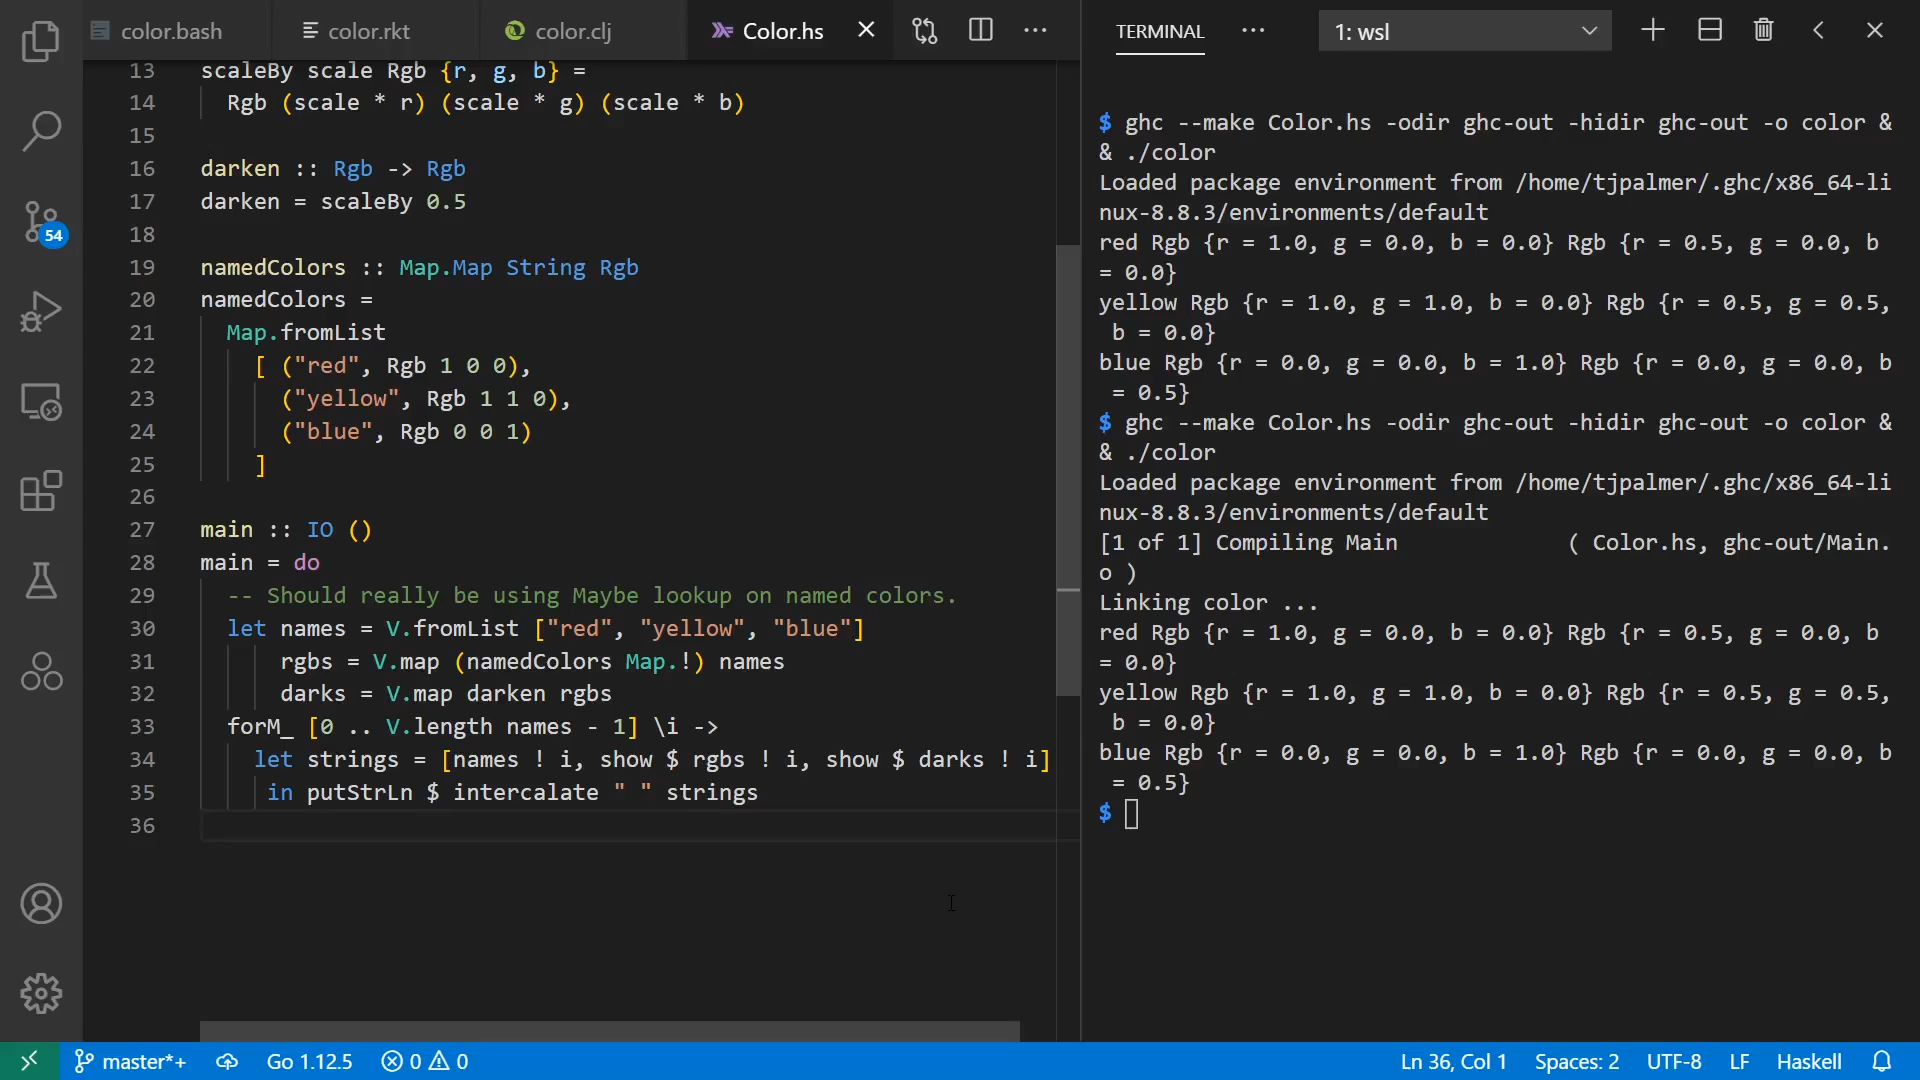 color.bash
color.rkt
color.clj
Color.hs
TERMINAL
1: wsl
54
13 scaleBy scale Rgb {r, g, b} =
14 Rgb (scale * r) (scale * g) (scale * b)
15
16 darken :: Rgb -> Rgb
17 darken = scaleBy 0.5
18
19 namedColors :: Map.Map String Rgb
20 namedColors =
21 Map.fromList
22 [ ("red", Rgb 1 0 0),
23 ("yellow", Rgb 1 1 0),
24 ("blue", Rgb 0 0 1)
25 ]
26
27 main :: IO ()
28 main = do
29 -- Should really be using Maybe lookup on named colors.
30 let names = V.fromList ["red", "yellow", "blue"]
31 rgbs = V.map (namedColors Map.!) names
32 darks = V.map darken rgbs
33 forM_ [0 .. V.length names - 1] \i ->
34 let strings = [names ! i, show $ rgbs ! i, show $ darks ! i]
35 in putStrLn $ intercalate " " strings
36
$ ghc --make Color.hs -odir ghc-out -hidir ghc-out -o color &
& ./color
Loaded package environment from /home/tjpalmer/.ghc/x86_64-li
nux-8.8.3/environments/default
red Rgb {r = 1.0, g = 0.0, b = 0.0} Rgb {r = 0.5, g = 0.0, b
= 0.0}
yellow Rgb {r = 1.0, g = 1.0, b = 0.0} Rgb {r = 0.5, g = 0.5,
b = 0.0}
blue Rgb {r = 0.0, g = 0.0, b = 1.0} Rgb {r = 0.0, g = 0.0, b
= 0.5}
$ ghc --make Color.hs -odir ghc-out -hidir ghc-out -o color &
& ./color
Loaded package environment from /home/tjpalmer/.ghc/x86_64-li
nux-8.8.3/environments/default
[1 of 1] Compiling Main ( Color.hs, ghc-out/Main.
o )
Linking color ...
red Rgb {r = 1.0, g = 0.0, b = 0.0} Rgb {r = 0.5, g = 0.0, b
= 0.0}
yellow Rgb {r = 1.0, g = 1.0, b = 0.0} Rgb {r = 0.5, g = 0.5,
b = 0.0}
blue Rgb {r = 0.0, g = 0.0, b = 1.0} Rgb {r = 0.0, g = 0.0, b
= 0.5}
$
master*+ Go 1.12.5 0 0 Ln 36, Col 1 Spaces: 2 UTF-8 LF Haskell